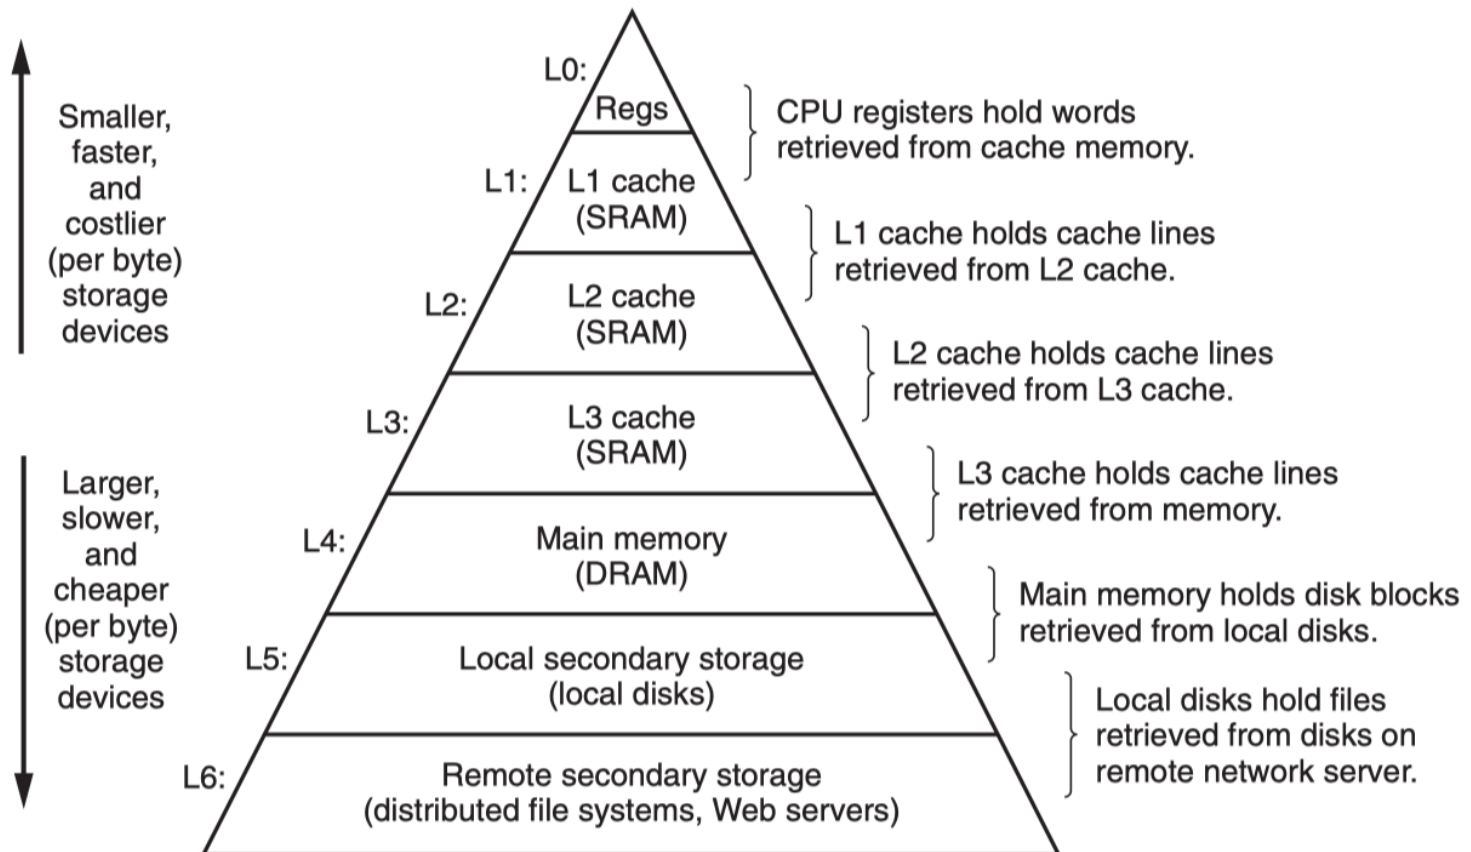 Smaller,
faster,
and
costlier
(per byte)
storage
devices
Larger,
slower,
and
cheaper
(per byte)
storage
devices
L0:
Regs
L1:
L1 cache
(SRAM)
L2:
L2 cache
(SRAM)
L3:
L3 cache
(SRAM)
L4:
Main memory
(DRAM)
L5:
Local secondary storage
(local disks)
L6:
Remote secondary storage
(distributed file systems, Web servers)
CPU registers hold words
retrieved from cache memory.
L1 cache holds cache lines
retrieved from L2 cache.
L2 cache holds cache lines
retrieved from L3 cache.
L3 cache holds cache lines
retrieved from memory.
Main memory holds disk blocks
retrieved from local disks.
Local disks hold files
retrieved from disks on
remote network server.